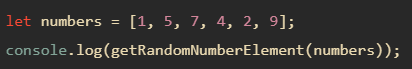 let numbers = [1, 5, 7, 4, 2, 9];
console.log(getRandomNumberElement(numbers));